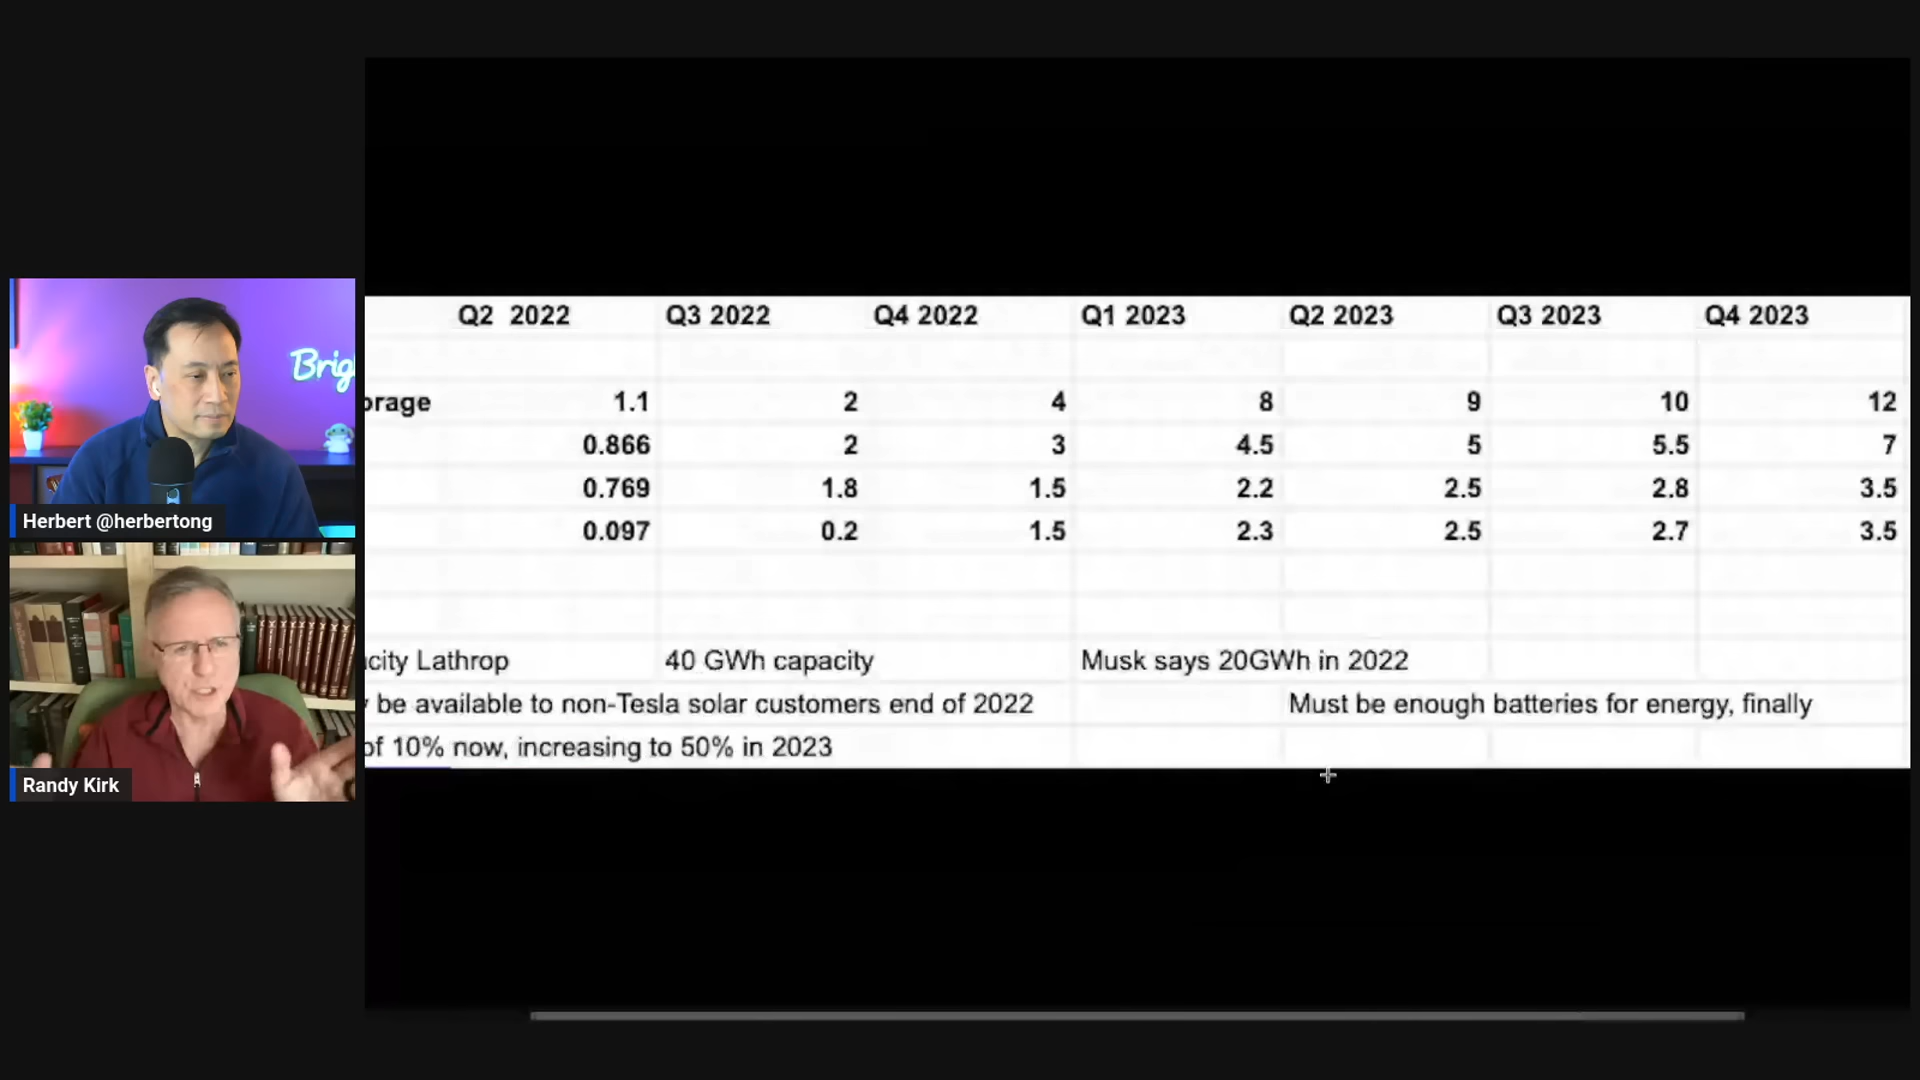 Brig
Herbert @herbertong
Randy Kirk
Q2 2022 Q3 2022 Q4 2022 Q1 2023 Q2 2023 Q3 2023 Q4 2023
orage 1.1 2 4 8 9 10 12
0.866 2 3 4.5 5 5.5 7
0.769 1.8 1.5 2.2 2.5 2.8 3.5
0.097 0.2 1.5 2.3 2.5 2.7 3.5
city Lathrop 40 GWh capacity Musk says 20GWh in 2022
be available to non-Tesla solar customers end of 2022 Must be enough batteries for energy, finally
of 10% now, increasing to 50% in 2023